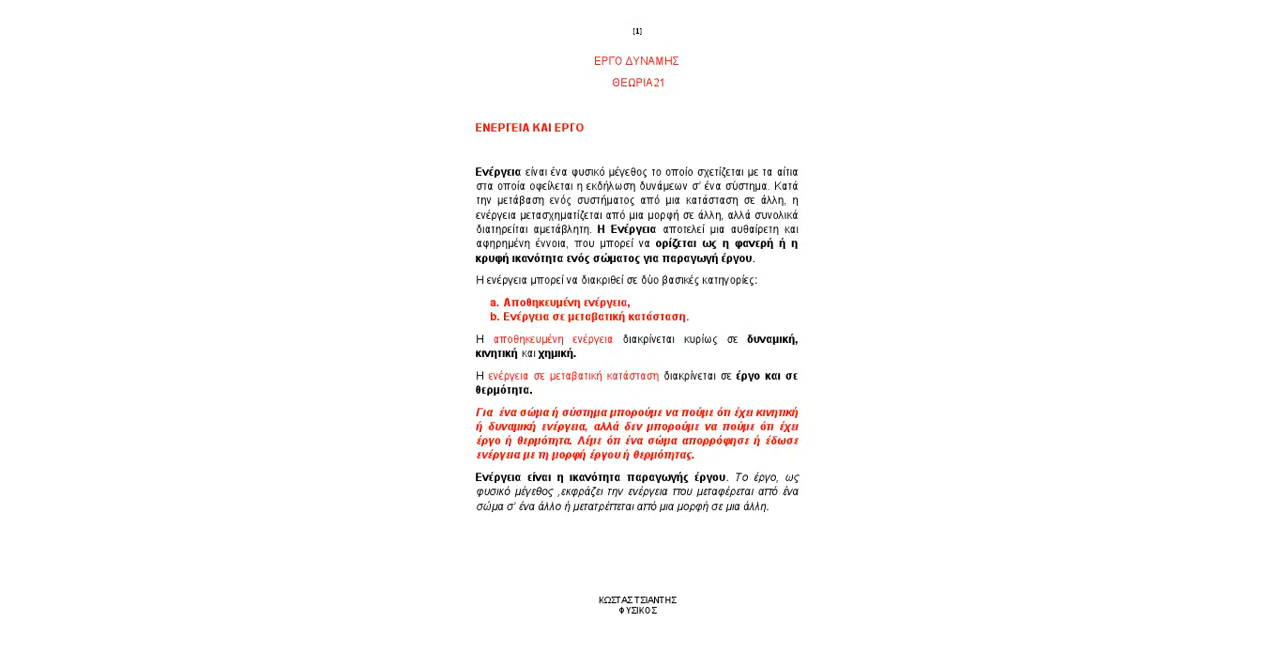 [1]
ΕΡΓΟ ΔΥΝΑΜΗΣ
ΘΕΩΡΙΑ21
ΕΝΕΡΓΕΙΑ ΚΑΙ ΕΡΓΟ
Ενέργεια είναι ένα φυσικό μέγεθος το οποίο σχετίζεται με τα αίτια
στα οποία οφείλεται η εκδήλωση δυνάμεων σ' ένα σύστημα. Κατά
την μετάβαση ενός συστήματος από μια κατάσταση σε άλλη, η
ενέργεια μετασχηματίζεται από μια μορφή σε άλλη, αλλά συνολικά
διατηρείται αμετάβλητη. Η Ενέργεια αποτελεί μια αυθαίρετη και
αφηρημένη έννοια, που μπορεί να ορίζεται ως η φανερή ή η
κρυφή ικανότητα ενός σώματος για παραγωγή έργου.
Η ενέργεια μπορεί να διακριθεί σε δύο βασικές κατηγορίες:
a. Αποθηκευμένη ενέργεια,
b. Ενέργεια σε μεταβατική κατάσταση.
Η αποθηκευμένη ενέργεια διακρίνεται κυρίως σε δυναμική,
κινητική και χημική.
Η ενέργεια σε μεταβατική κατάσταση διακρίνεται σε έργο και σε
θερμότητα.
Για ένα σώμα ή σύστημα μπορούμε να πούμε ότι έχει κινητική
ή δυναμική ενέργεια, αλλά δεν μπορούμε να πούμε ότι έχει
έργο ή θερμότητα. Λέμε ότι ένα σώμα απορρόφησε ή έδωσε
ενέργεια με τη μορφή έργου ή θερμότητας.
Ενέργεια είναι η ικανότητα παραγωγής έργου. Το έργο, ως
φυσικό μέγεθος ,εκφράζει την ενέργεια που μεταφέρεται από ένα
σώμα σ' ένα άλλο ή μετατρέπεται από μια μορφή σε μια άλλη.
ΚΩΣΤΑΣ ΤΣΙΑΝΤΗΣ
ΦΥΣΙΚΟΣ